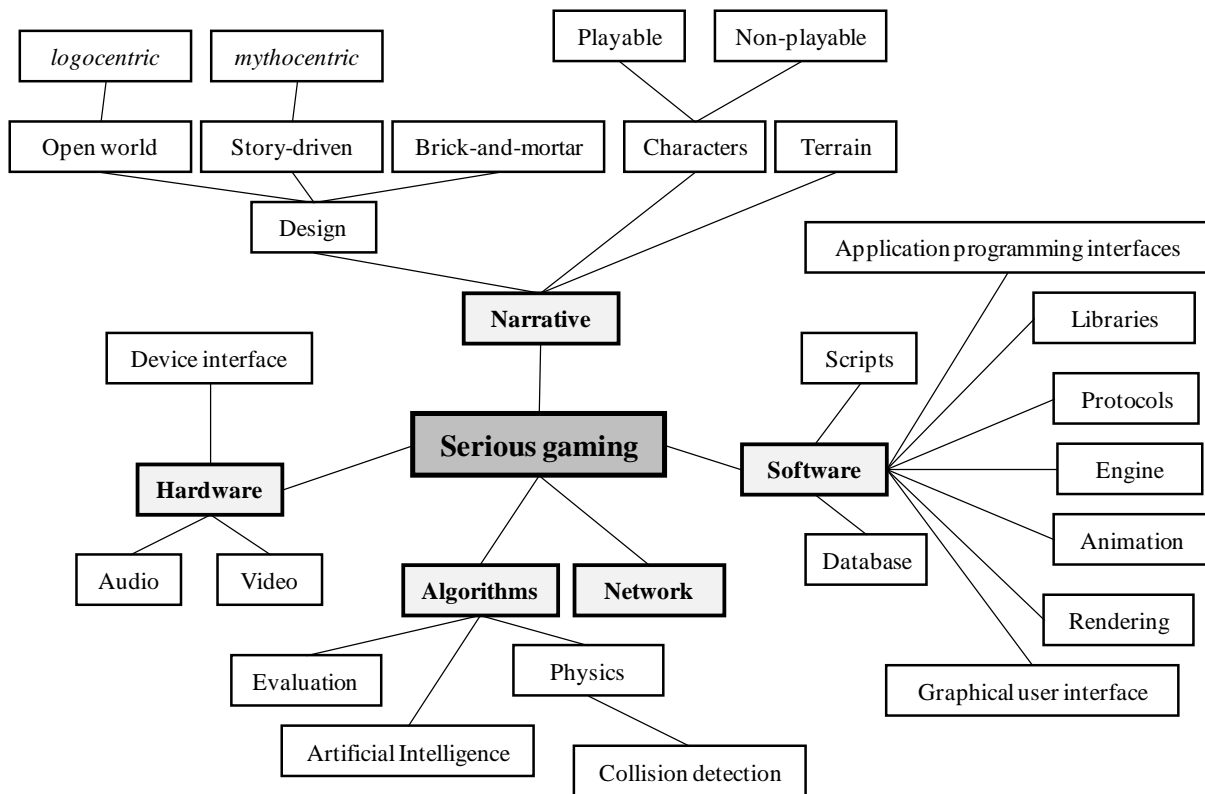 Playable
Non-playable
logocentric
mythocentric
Open world
Story-driven
Brick-and-mortar
Characters
Terrain
Design
Application programming interfaces
Narrative
Libraries
Device interface
Scripts
Protocols
Serious gaming
Software
Engine
Hardware
Animation
Database
Audio
Video
Algorithms
Network
Rendering
Evaluation
Physics
Graphical user interface
Artificial Intelligence
Collision detection